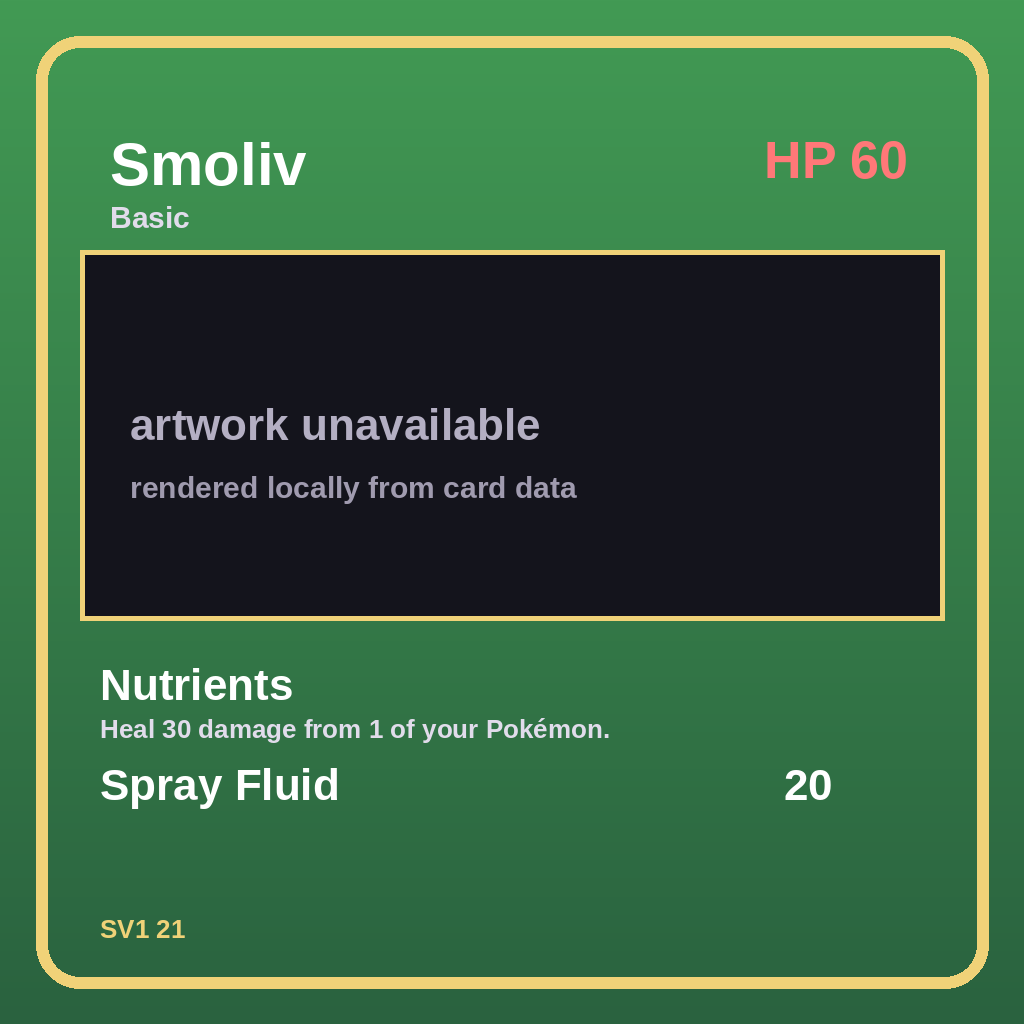 Smoliv
HP 60
Basic
artwork unavailable
rendered locally from card data
Nutrients
Heal 30 damage from 1 of your Pokémon.
Spray Fluid 20
SV1 21